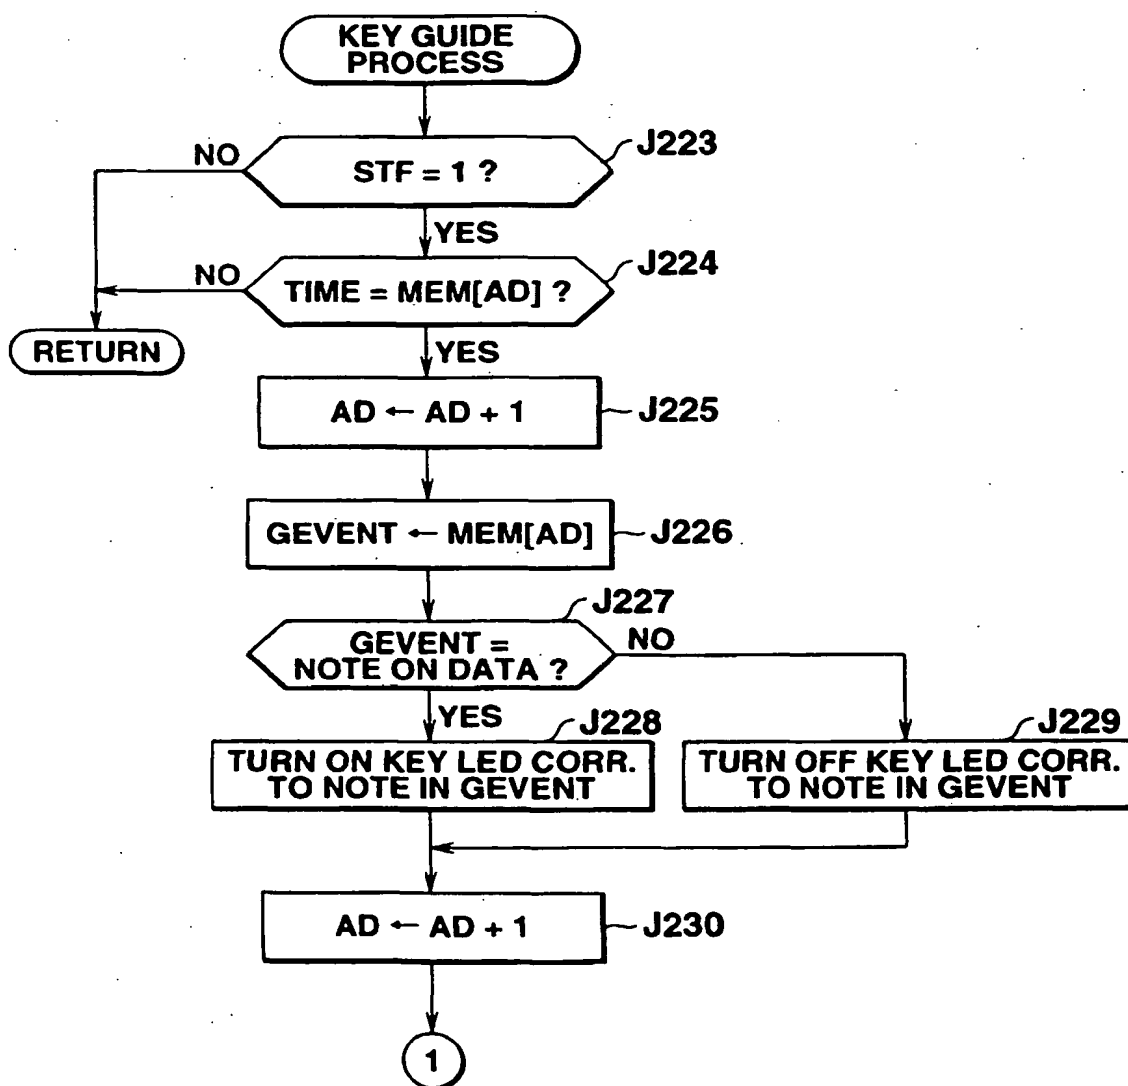 KEY GUIDE
PROCESS
J223
NO
STF = 1 ?
YES
J224
NO
TIME = MEM[AD] ?
RETURN
YES
AD ← AD + 1
J225
GEVENT ← MEM[AD]
J226
J227
GEVENT =
NOTE ON DATA ?
NO
YES
J228
J229
TURN ON KEY LED CORR.
TO NOTE IN GEVENT
TURN OFF KEY LED CORR.
TO NOTE IN GEVENT
AD ← AD + 1
J230
1